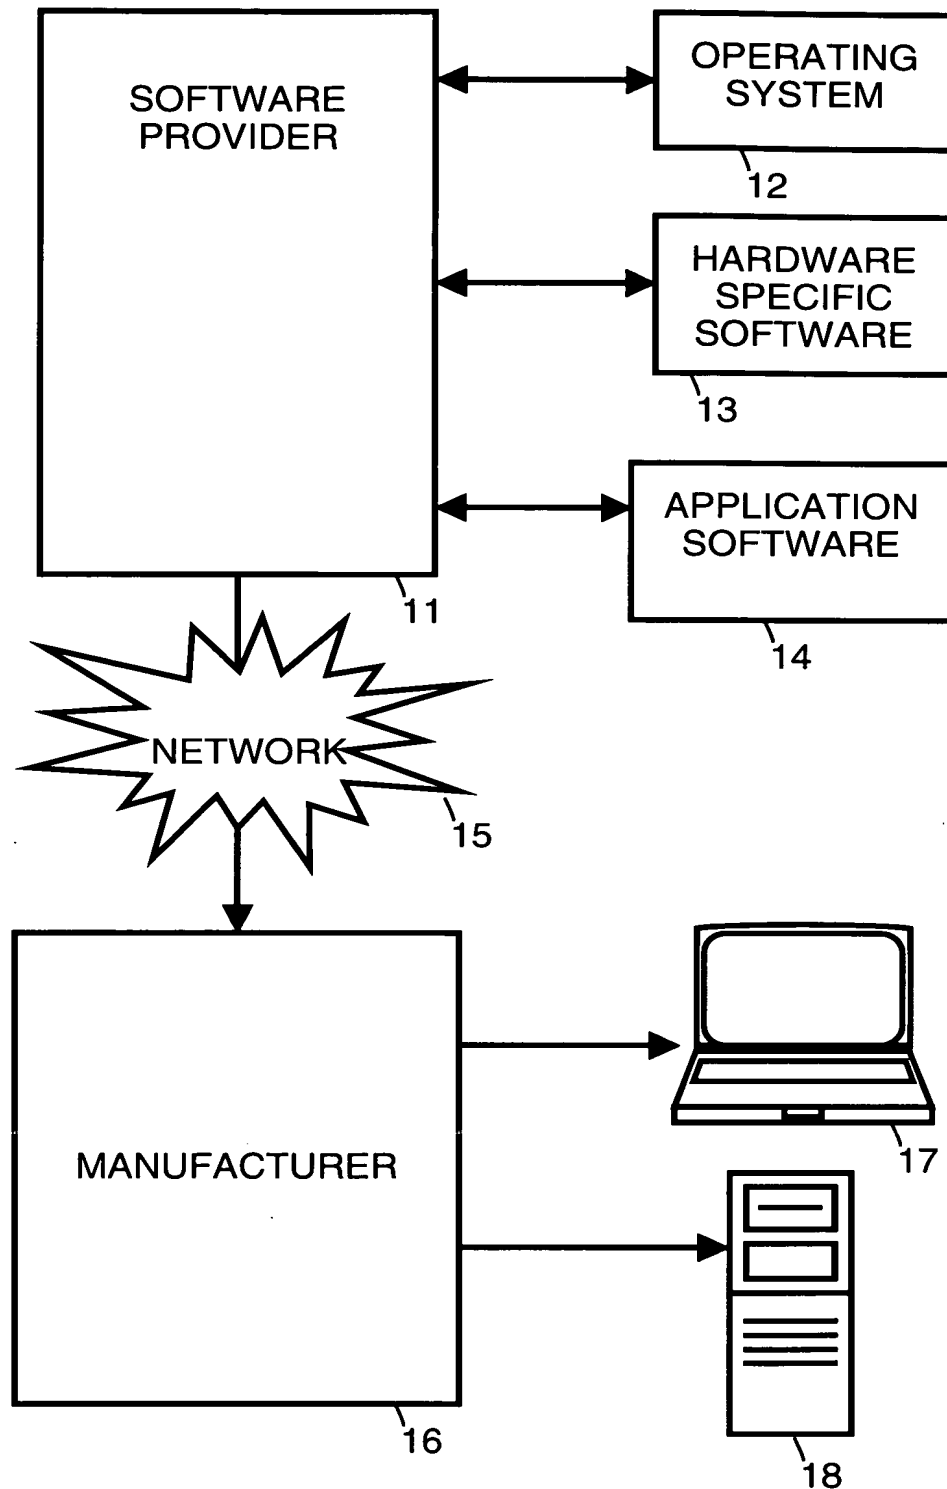 SOFTWARE
PROVIDER
OPERATING
SYSTEM
12
HARDWARE
SPECIFIC
SOFTWARE
13
APPLICATION
SOFTWARE
14
11
NETWORK
15
MANUFACTURER
16
17
18